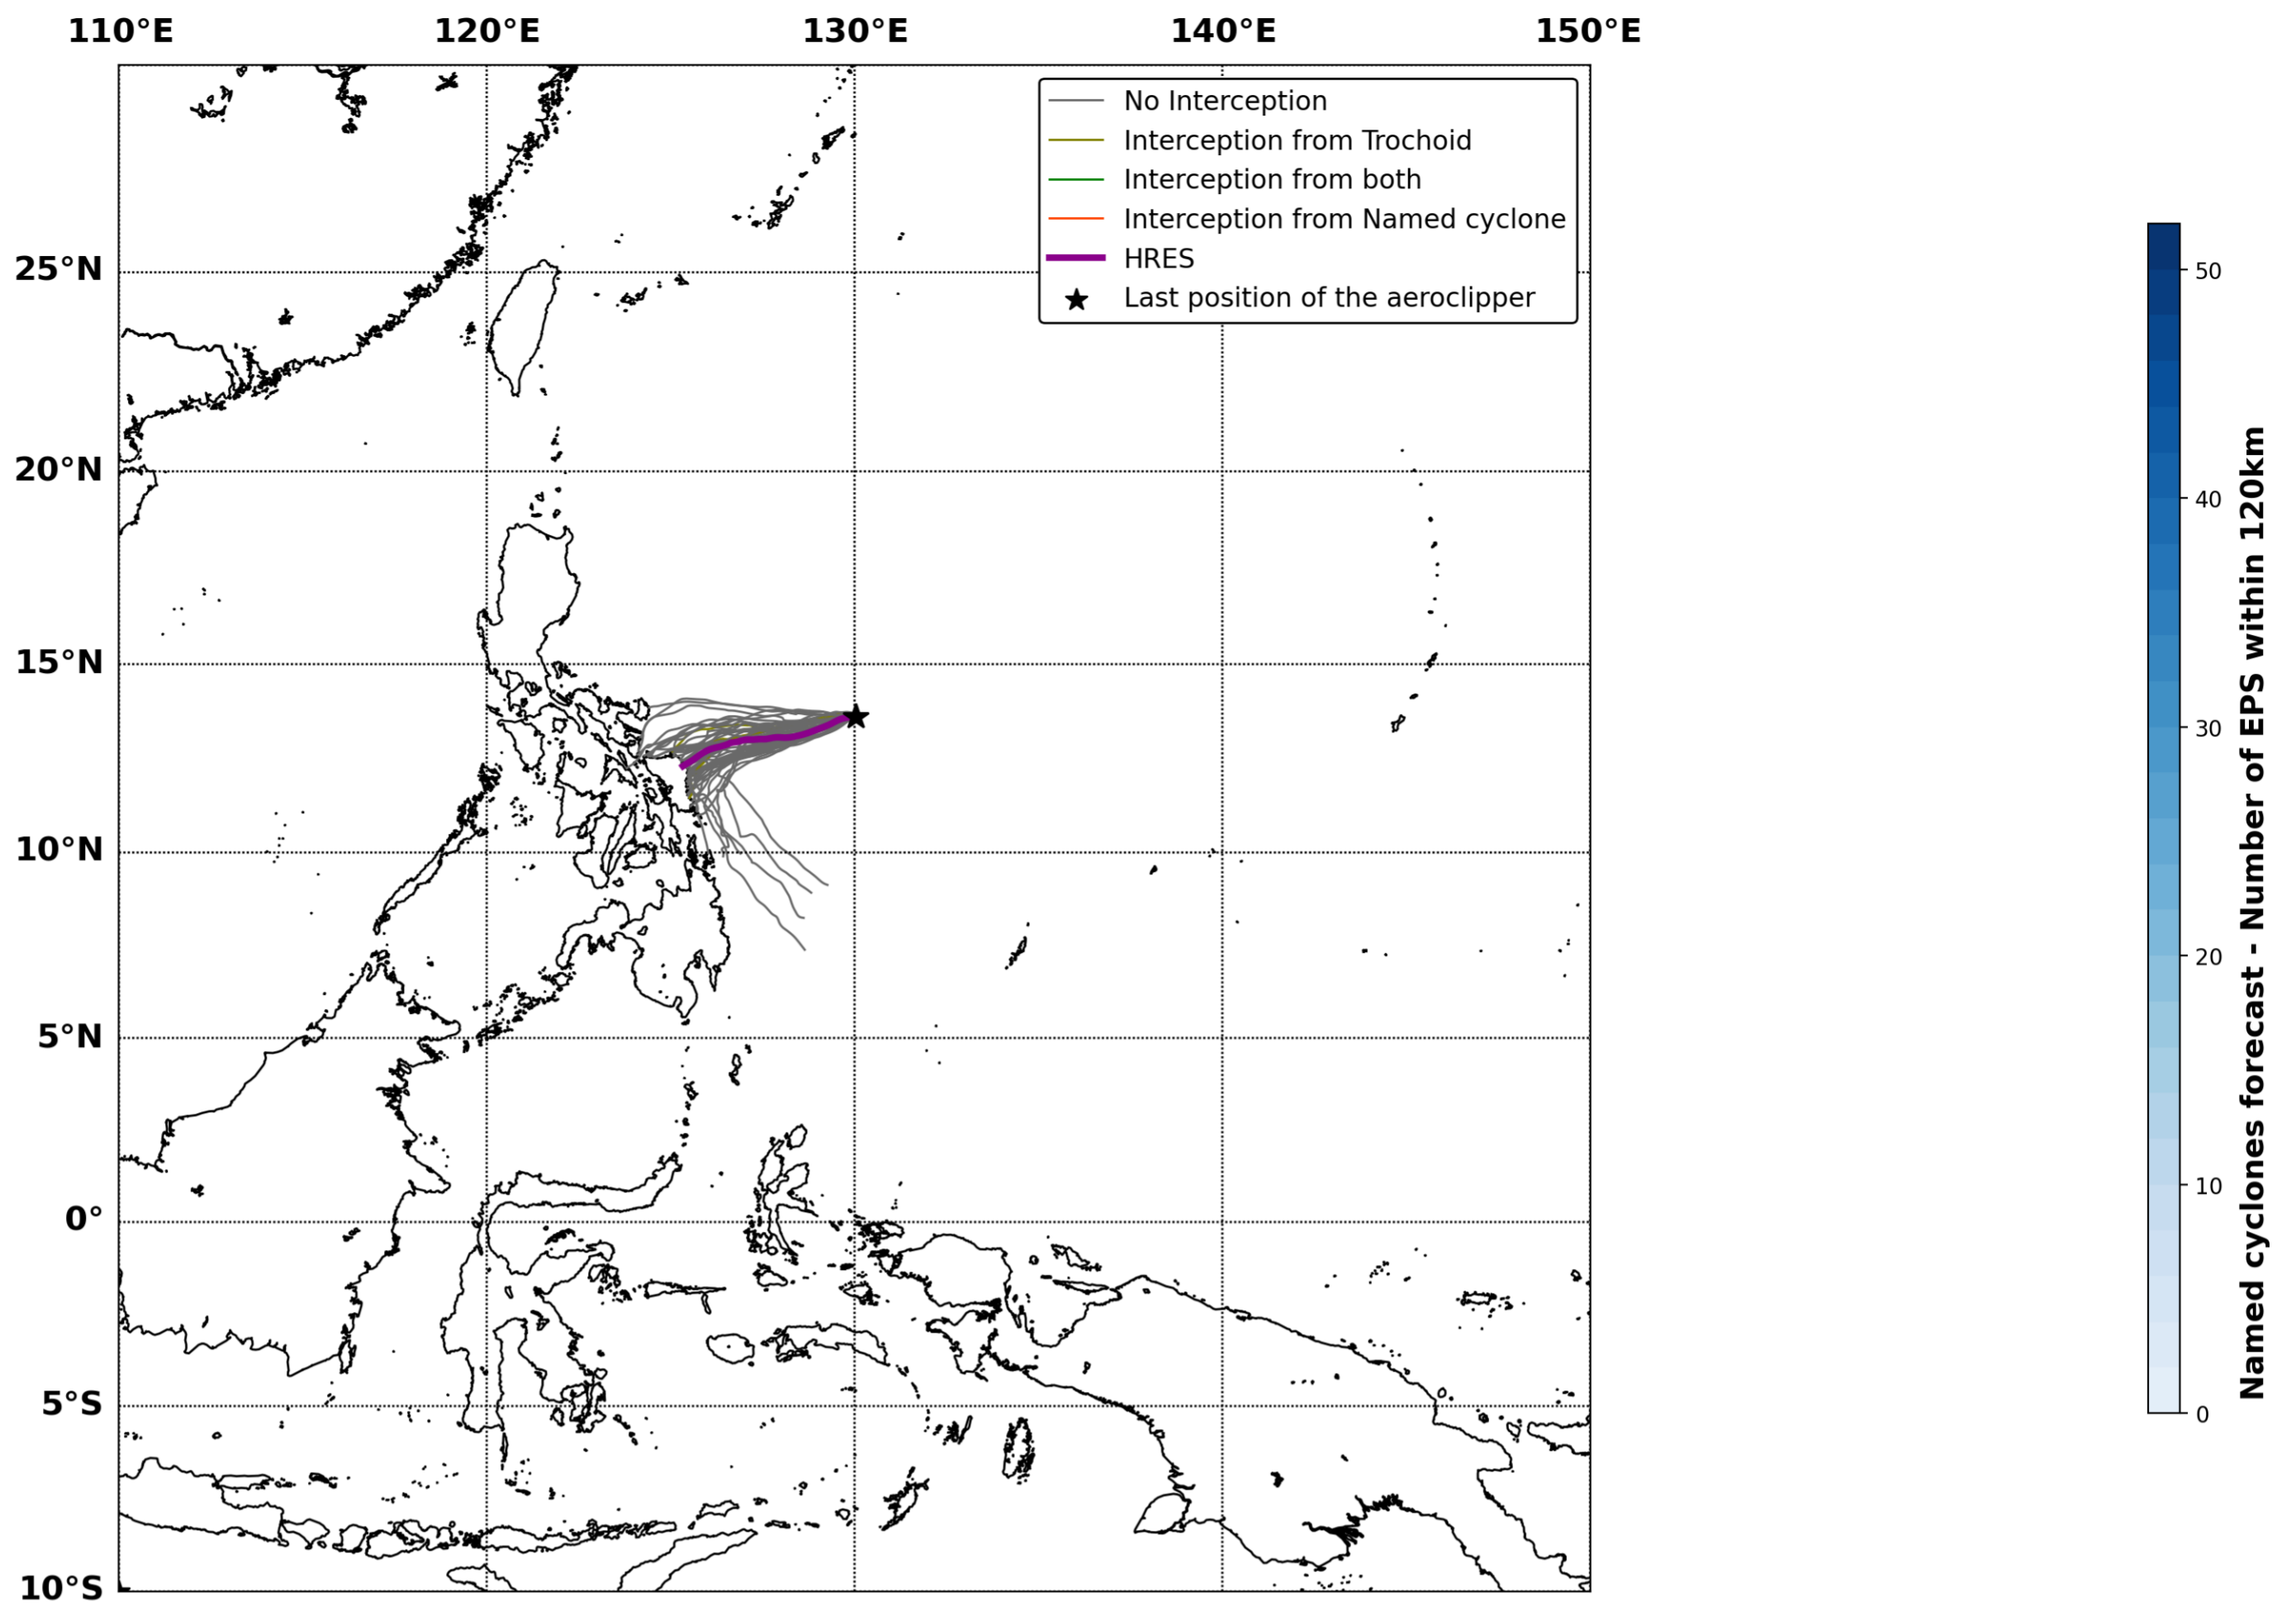 110°E 120°E 130°E 140°E 150°E
No Interception
Interception from Trochoid
Interception from both
Interception from Named cyclone
HRES
Last position of the aeroclipper
25°N
20°N
15°N
10°N
5°N
0°
5°S
10°S
50
40
30
20
10
0
Named cyclones forecast - Number of EPS within 120km